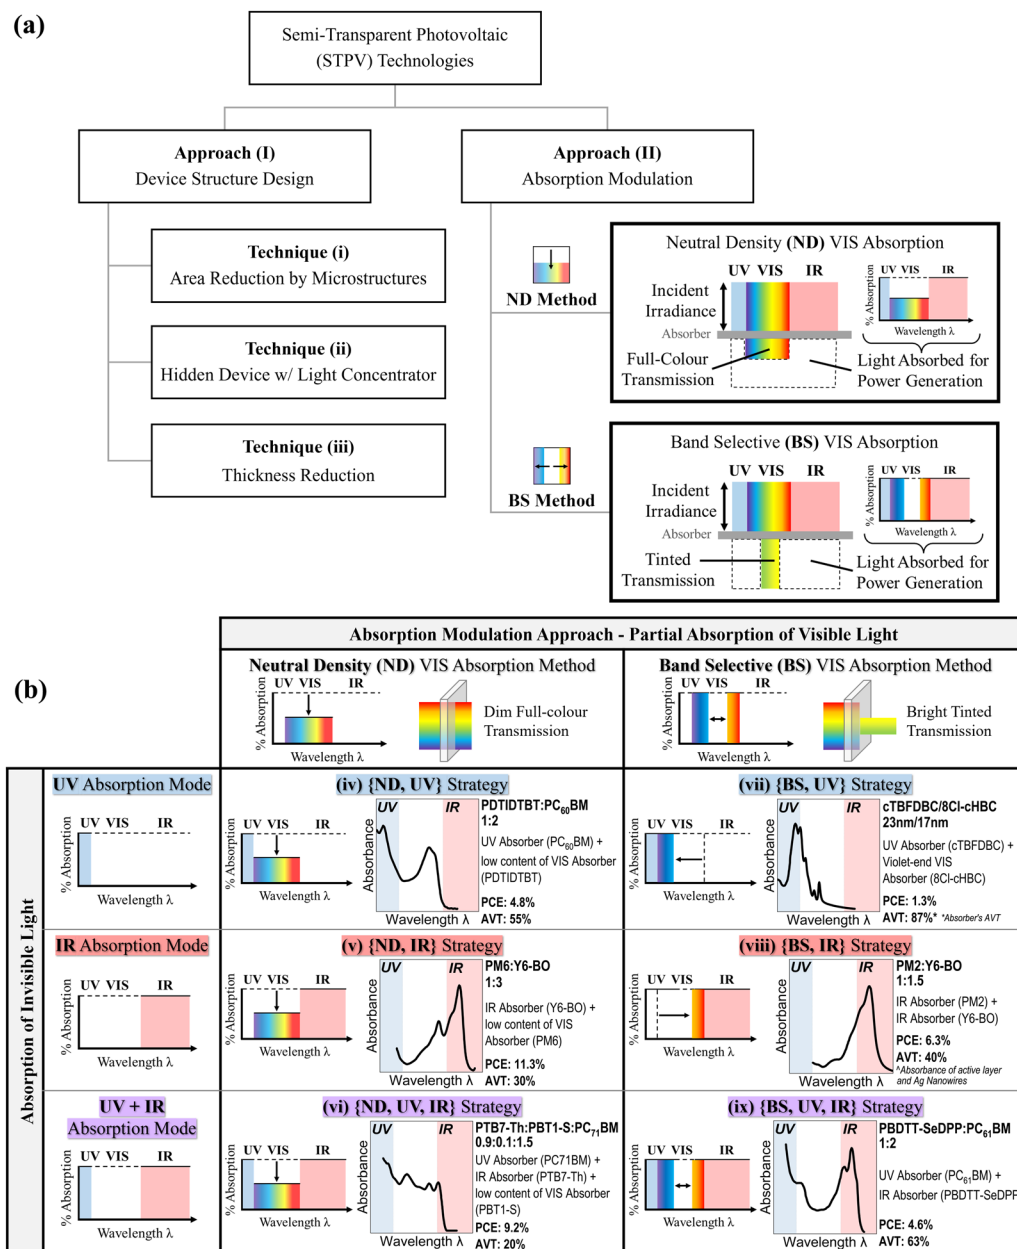 (a)
Semi-Transparent Photovoltaic
(STPV) Technologies
Approach (I)
Device Structure Design
Approach (II)
Absorption Modulation
Technique (i)
Area Reduction by Microstructures
Technique (ii)
Hidden Device w/ Light Concentrator
Technique (iii)
Thickness Reduction
ND Method
Neutral Density (ND) VIS Absorption
UV VIS IR
Incident
Irradiance
Absorber
Full-Colour
Transmission
% Absorption
UV VIS IR
Wavelength λ
Light Absorbed for
Power Generation
BS Method
Band Selective (BS) VIS Absorption
UV VIS IR
Incident
Irradiance
Absorber
Tinted
Transmission
% Absorption
UV VIS IR
Wavelength λ
Light Absorbed for
Power Generation
(b)
Absorption Modulation Approach - Partial Absorption of Visible Light
Neutral Density (ND) VIS Absorption Method
% Absorption
UV VIS IR
Wavelength λ
Dim Full-colour
Transmission
Band Selective (BS) VIS Absorption Method
% Absorption
UV VIS IR
Wavelength λ
Bright Tinted
Transmission
Absorption of Invisible Light
UV Absorption Mode
% Absorption
UV VIS IR
Wavelength λ
(iv) {ND, UV} Strategy
% Absorption
UV VIS IR
Wavelength λ
Absorbance
UV IR
Wavelength λ
PDTIDTBT:PC60BM
1:2
UV Absorber (PC60BM) +
low content of VIS Absorber
(PDTIDTBT)
PCE: 4.8%
AVT: 55%
(vii) {BS, UV} Strategy
% Absorption
UV VIS IR
Wavelength λ
Absorbance
UV IR
Wavelength λ
cTBFDBC/8Cl-cHBC
23nm/17nm
UV Absorber (cTBFDBC) +
Violet-end VIS
Absorber (8Cl-cHBC)
PCE: 1.3%
AVT: 87%* *Absorber's AVT
IR Absorption Mode
% Absorption
UV VIS IR
Wavelength λ
(v) {ND, IR} Strategy
% Absorption
UV VIS IR
Wavelength λ
Absorbance
UV IR
Wavelength λ
PM6:Y6-BO
1:3
IR Absorber (Y6-BO) +
low content of VIS
Absorber (PM6)
PCE: 11.3%
AVT: 30%
(viii) {BS, IR} Strategy
% Absorption
UV VIS IR
Wavelength λ
Absorbance
UV IR
Wavelength λ
PM2:Y6-BO
1:1.5
IR Absorber (PM2) +
IR Absorber (Y6-BO)
PCE: 6.3%
AVT: 40%
^Absorbance of active layer
and Ag Nanowires
UV + IR
Absorption Mode
% Absorption
UV VIS IR
Wavelength λ
(vi) {ND, UV, IR} Strategy
% Absorption
UV VIS IR
Wavelength λ
Absorbance
UV IR
Wavelength λ
PTB7-Th:PBT1-S:PC71BM
0.9:0.1:1.5
UV Absorber (PC71BM) +
IR Absorber (PTB7-Th) +
low content of VIS Absorber
(PBT1-S)
PCE: 9.2%
AVT: 20%
(ix) {BS, UV, IR} Strategy
% Absorption
UV VIS IR
Wavelength λ
Absorbance
UV IR
Wavelength λ
PBDTT-SeDPP:PC61BM
1:2
UV Absorber (PC61BM) +
IR Absorber (PBDTT-SeDPP)
PCE: 4.6%
AVT: 63%